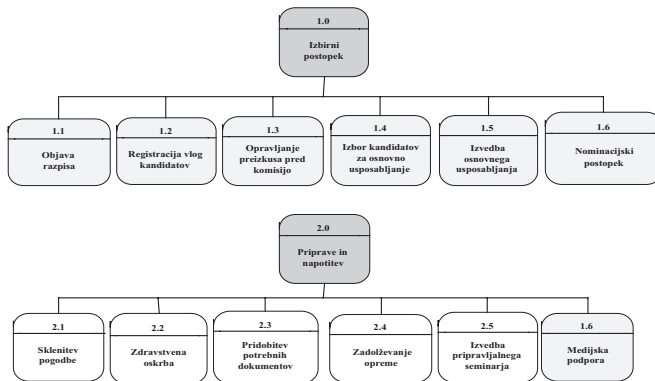 1.0
Izbirni
postopek
1.1
Objava
razpisa
1.2
Registracija vlog
kandidatov
1.3
Opravljanje
preizkusa pred
komisijo
1.4
Izbor kandidatov
za osnovno
usposabljanje
1.5
Izvedba
osnovnega
usposabljanja
1.6
Nominacijski
postopek
2.0
Priprave in
napotitev
2.1
Sklenitev
pogodbe
2.2
Zdravstvena
oskrba
2.3
Pridobitev
potrebnih
dokumentov
2.4
Zadolževanje
opreme
2.5
Izvedba
pripravljalnega
seminarja
1.6
Medijska
podpora